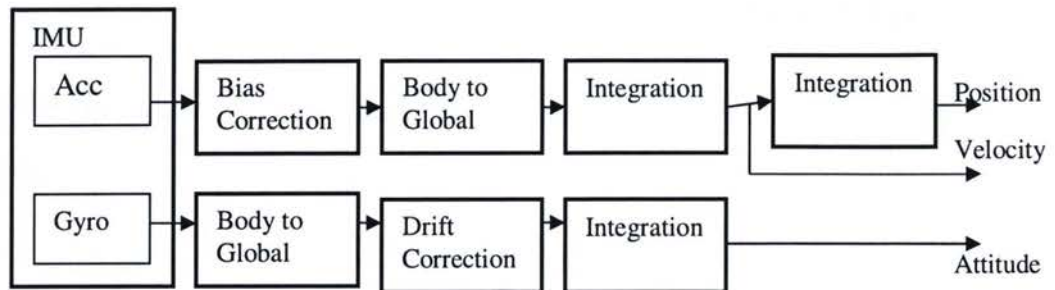 IMU
Acc
Bias
Correction
Body to
Global
Integration
Integration
Position
Velocity
Gyro
Body to
Global
Drift
Correction
Integration
Attitude